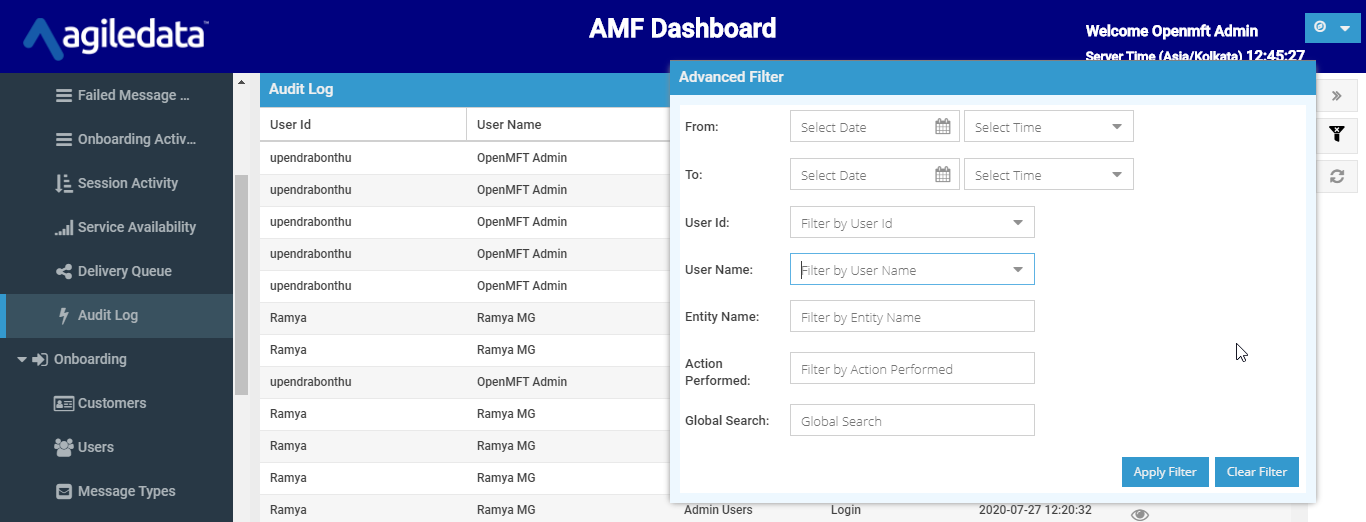 agiledata™
AMF Dashboard
Welcome Openmft Admin
Server Time (Asia/Kolkata) 12:45:27
Failed Message ...
Onboarding Activ...
Session Activity
Service Availability
Delivery Queue
Audit Log
Onboarding
Customers
Users
Message Types
Audit Log
User Id User Name
upendrabonthu OpenMFT Admin
upendrabonthu OpenMFT Admin
upendrabonthu OpenMFT Admin
upendrabonthu OpenMFT Admin
upendrabonthu OpenMFT Admin
Ramya Ramya MG
Ramya Ramya MG
upendrabonthu OpenMFT Admin
Ramya Ramya MG
Ramya Ramya MG
Ramya Ramya MG
Ramya Ramya MG Admin Users Login 2020-07-27 12:20:32
Advanced Filter
From: Select Date Select Time
To: Select Date Select Time
User Id: Filter by User Id
User Name: Filter by User Name
Entity Name: Filter by Entity Name
Action
Performed: Filter by Action Performed
Global Search: Global Search
Apply Filter Clear Filter